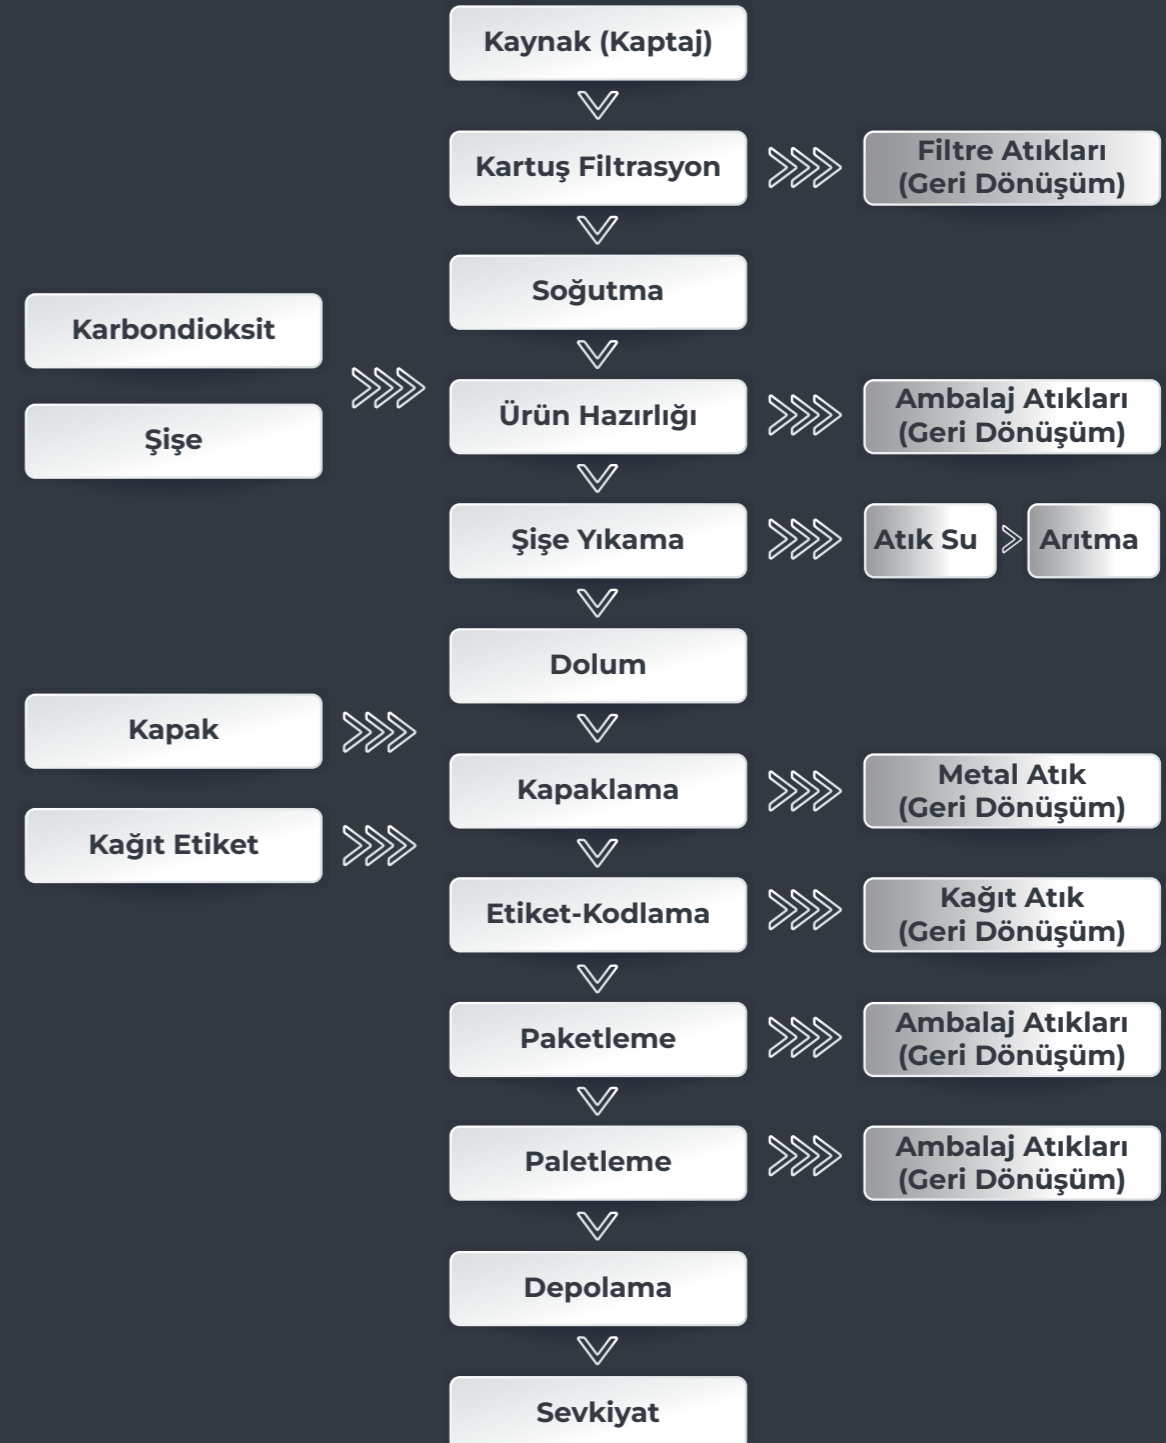 Kaynak (Kaptaj)
Kartuş Filtrasyon
Filtre Atıkları
(Geri Dönüşüm)
Soğutma
Karbondioksit
Şişe
Ürün Hazırlığı
Ambalaj Atıkları
(Geri Dönüşüm)
Şişe Yıkama
Atık Su
Arıtma
Dolum
Kapak
Kapaklama
Metal Atık
(Geri Dönüşüm)
Kağıt Etiket
Etiket-Kodlama
Kağıt Atık
(Geri Dönüşüm)
Paketleme
Ambalaj Atıkları
(Geri Dönüşüm)
Paletleme
Ambalaj Atıkları
(Geri Dönüşüm)
Depolama
Sevkiyat